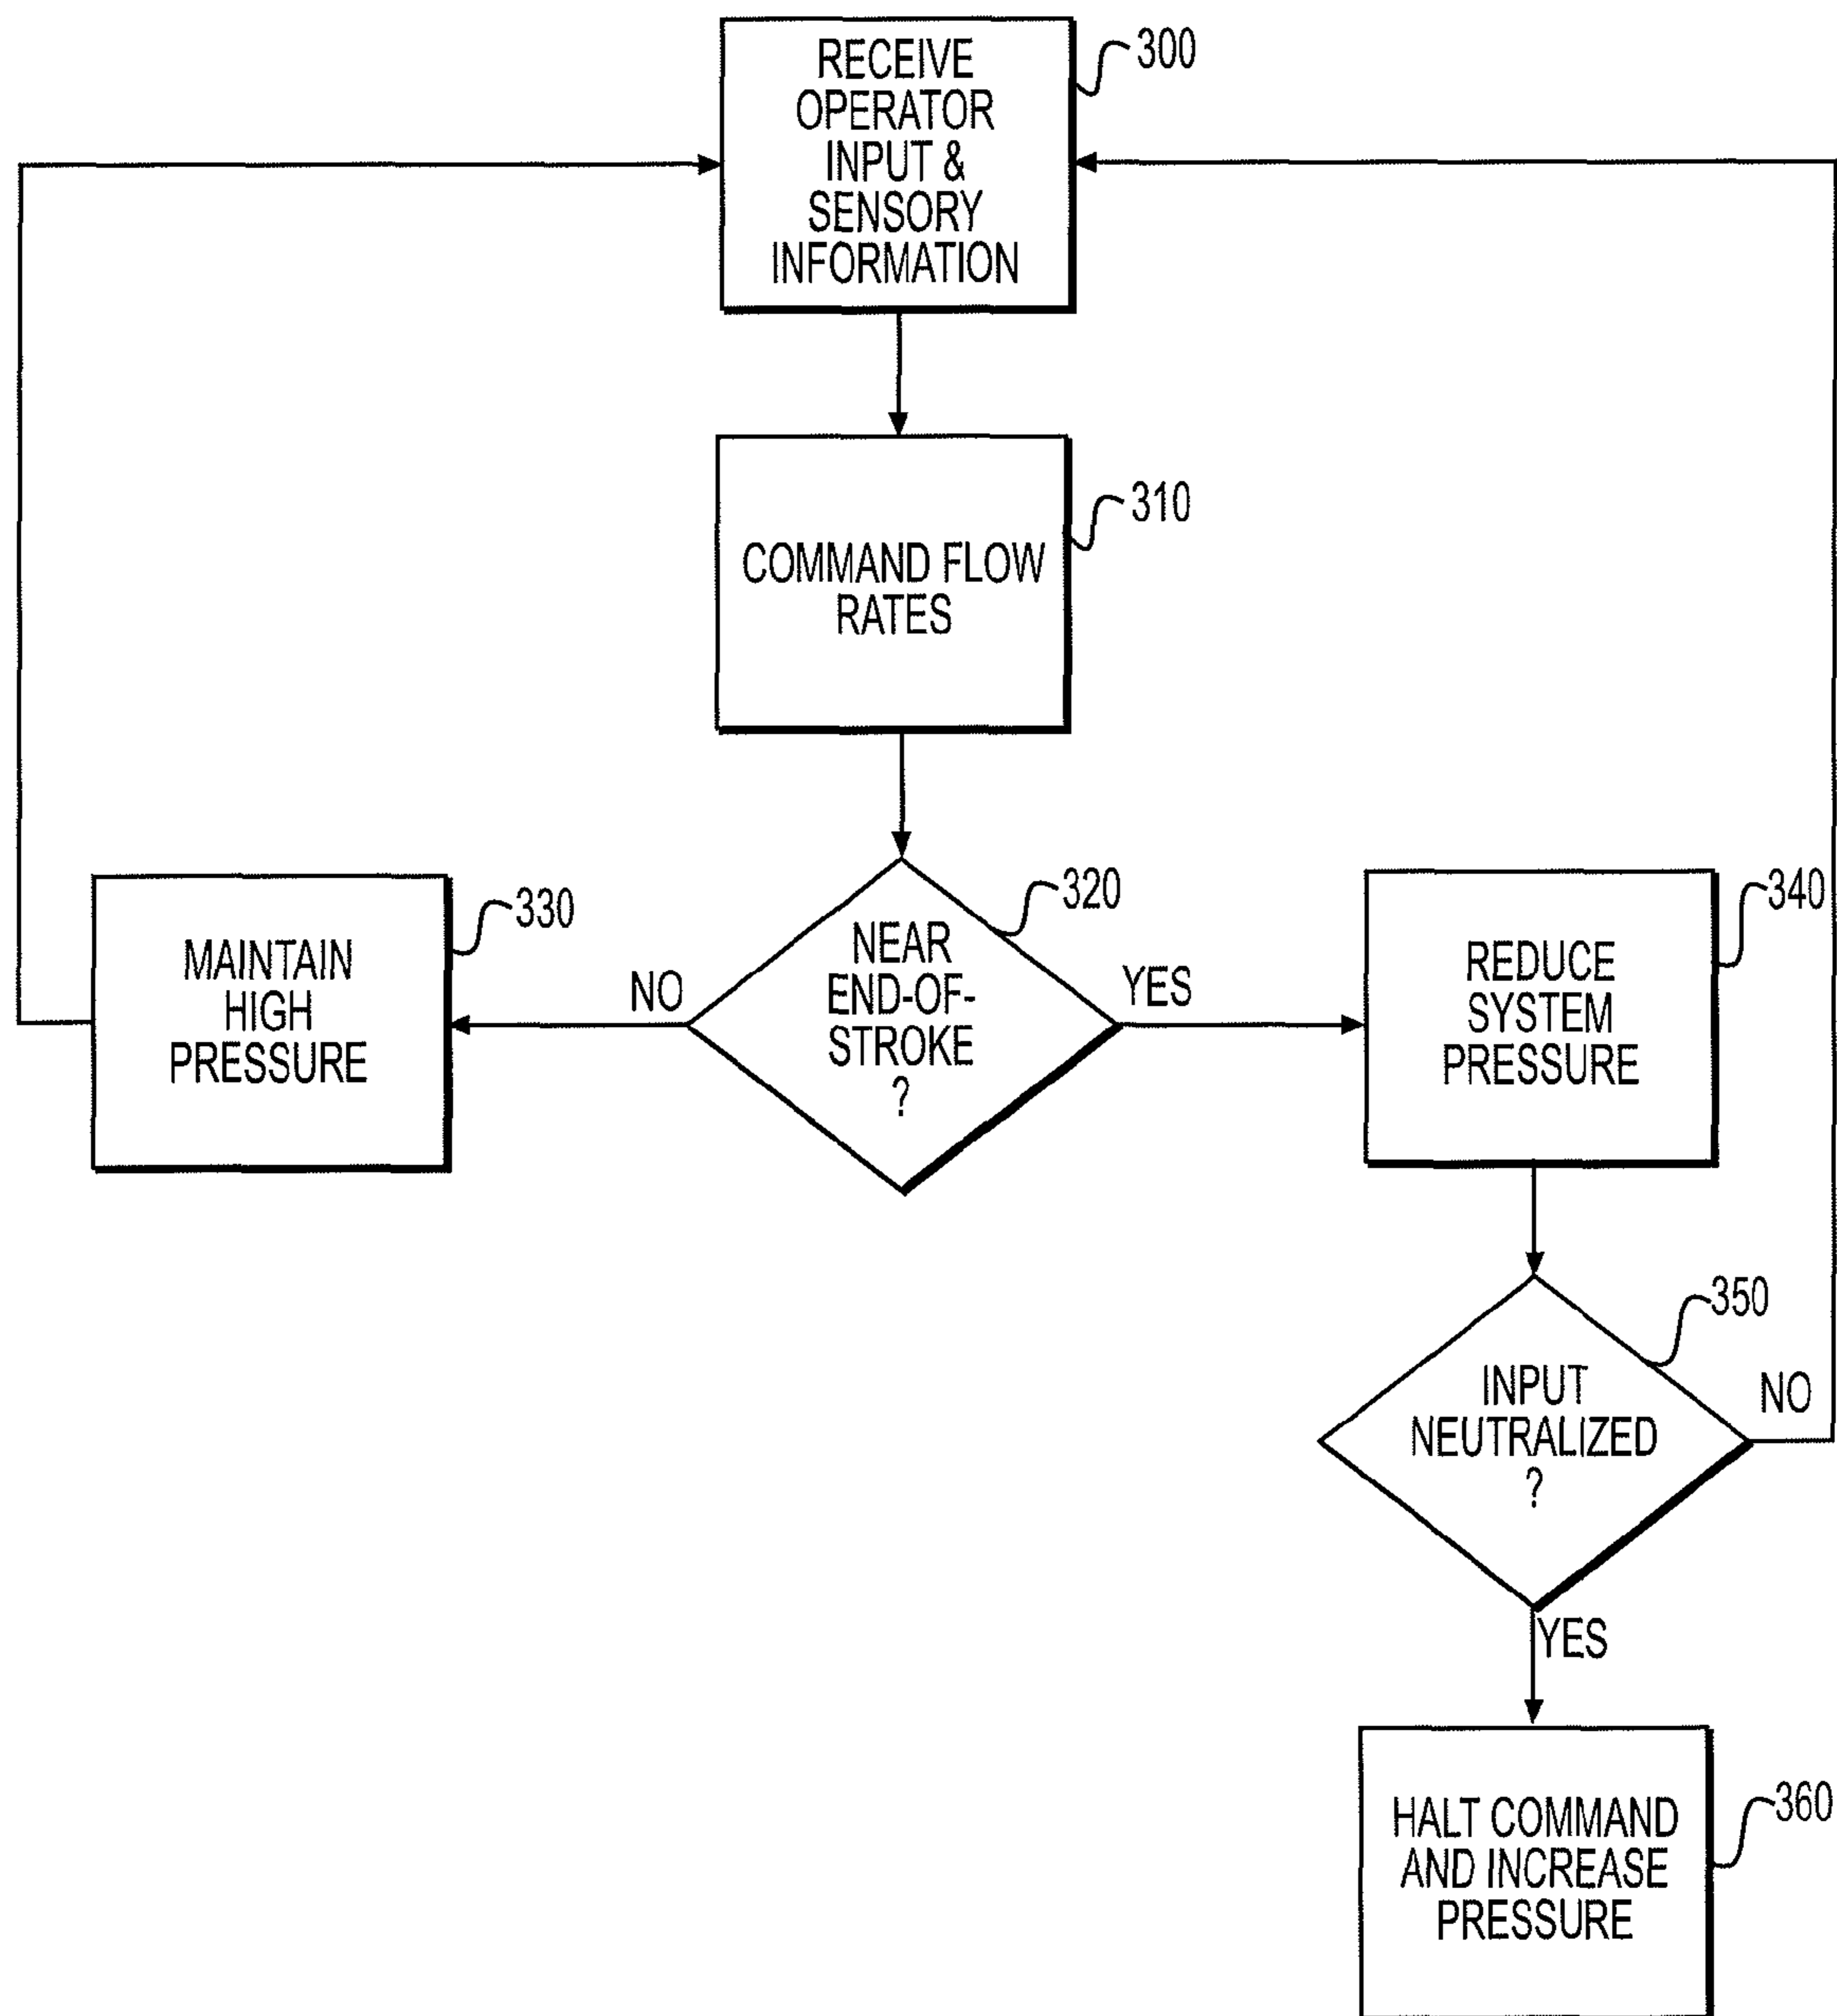 RECEIVE
OPERATOR
INPUT &
SENSORY
INFORMATION
300
COMMAND FLOW
RATES
310
NEAR
END-OF-
STROKE
?
320
NO
YES
MAINTAIN
HIGH
PRESSURE
330
REDUCE
SYSTEM
PRESSURE
340
INPUT
NEUTRALIZED
?
350
NO
YES
HALT COMMAND
AND INCREASE
PRESSURE
360